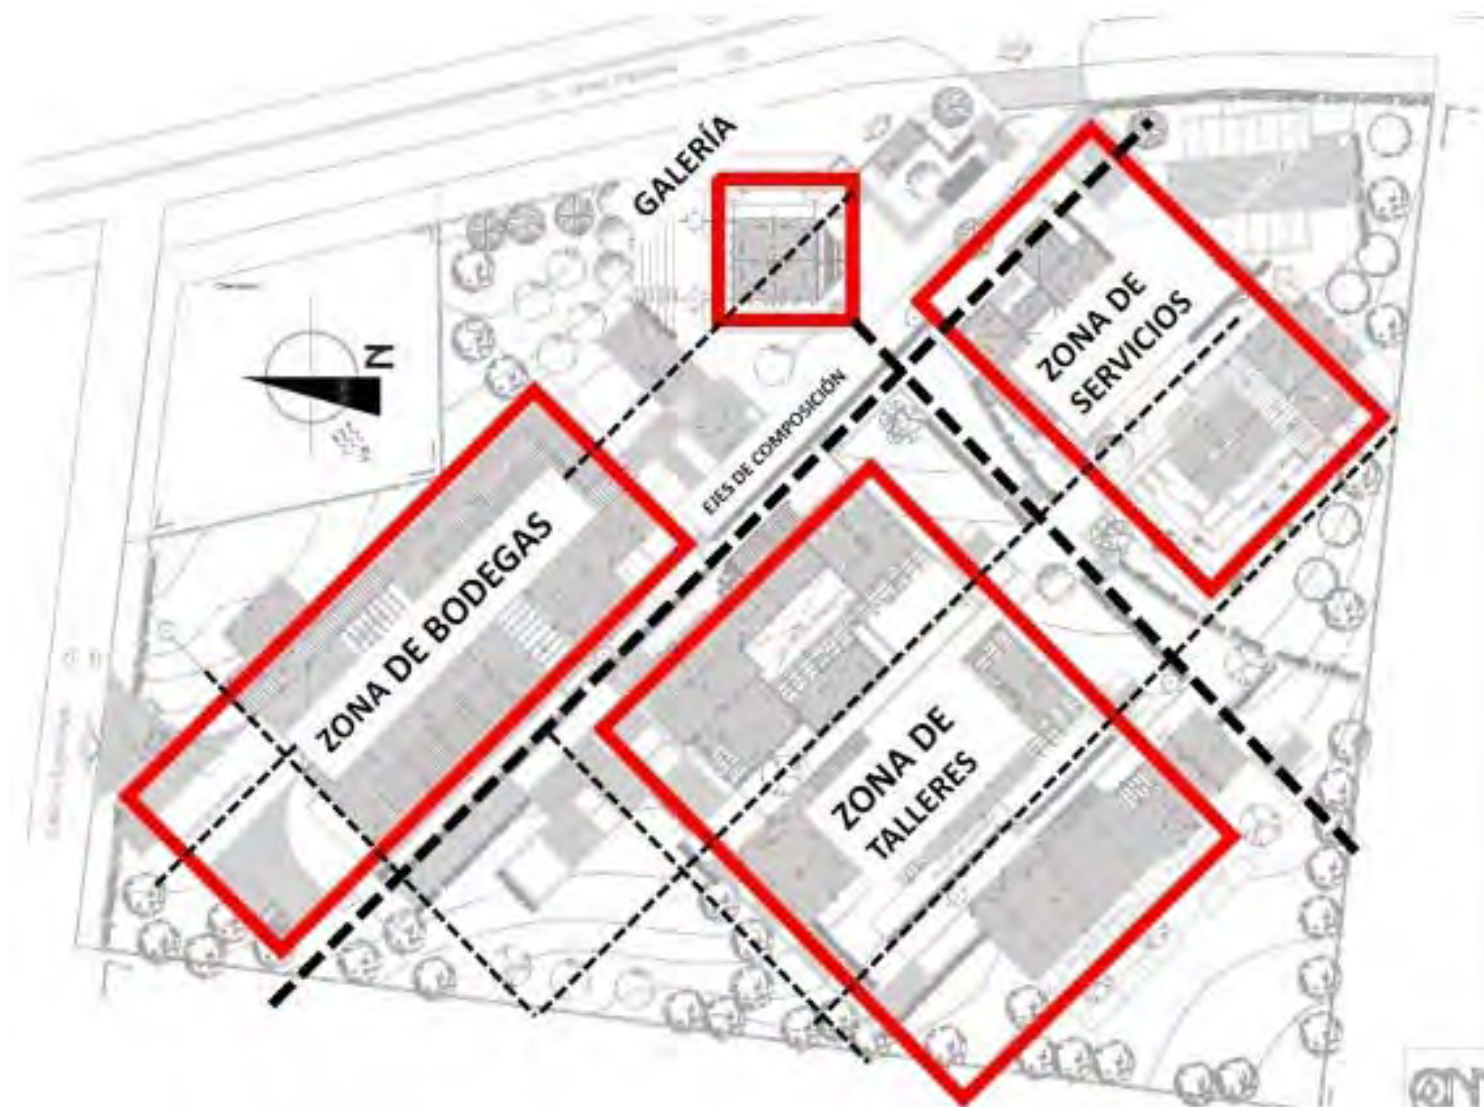 GALERÍA
ZONA DE
SERVICIOS
EJES DE COMPOSICIÓN
N
ZONA DE BODEGAS
ZONA DE
TALLERES